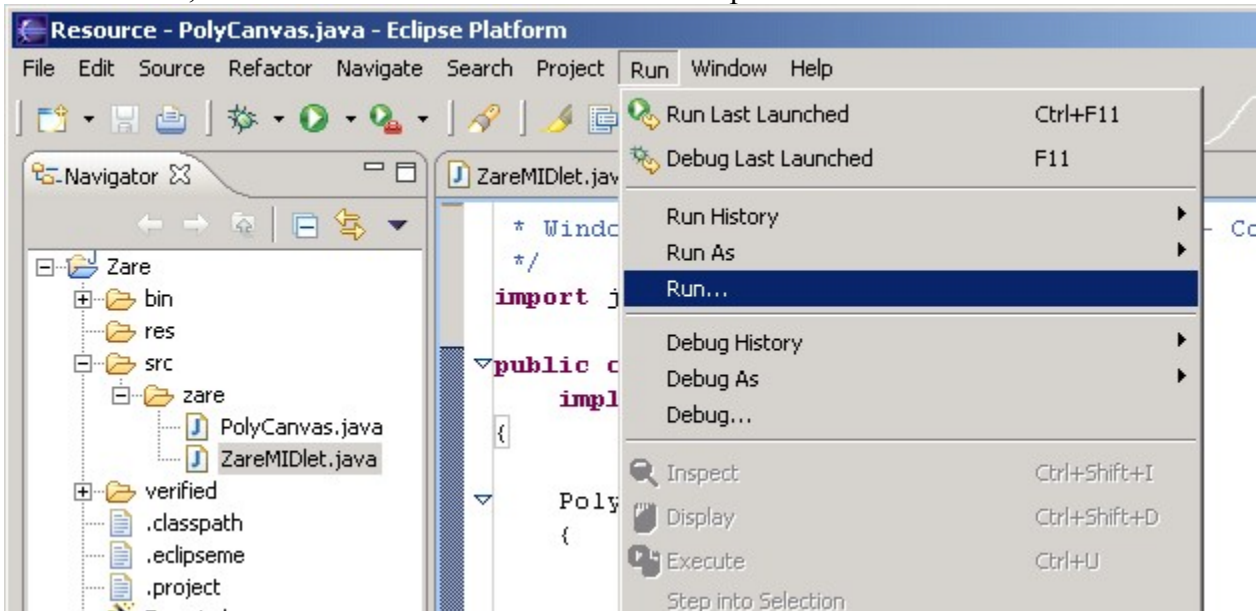 Resource - PolyCanvas.java - Eclipse Platform
File Edit Source Refactor Navigate Search Project Run Window Help
Run Last Launched Ctrl+F11
Debug Last Launched F11
Run History
Run As
Run...
Debug History
Debug As
Debug...
Inspect Ctrl+Shift+I
Display Ctrl+Shift+D
Execute Ctrl+U
Step into Selection
Navigator
Zare
bin
res
src
zare
PolyCanvas.java
ZareMIDlet.java
verified
.classpath
.eclipseme
.project
ZareMIDlet.jav
* Windo
*/
import j
public c
impl
{
Poly
{
- Co